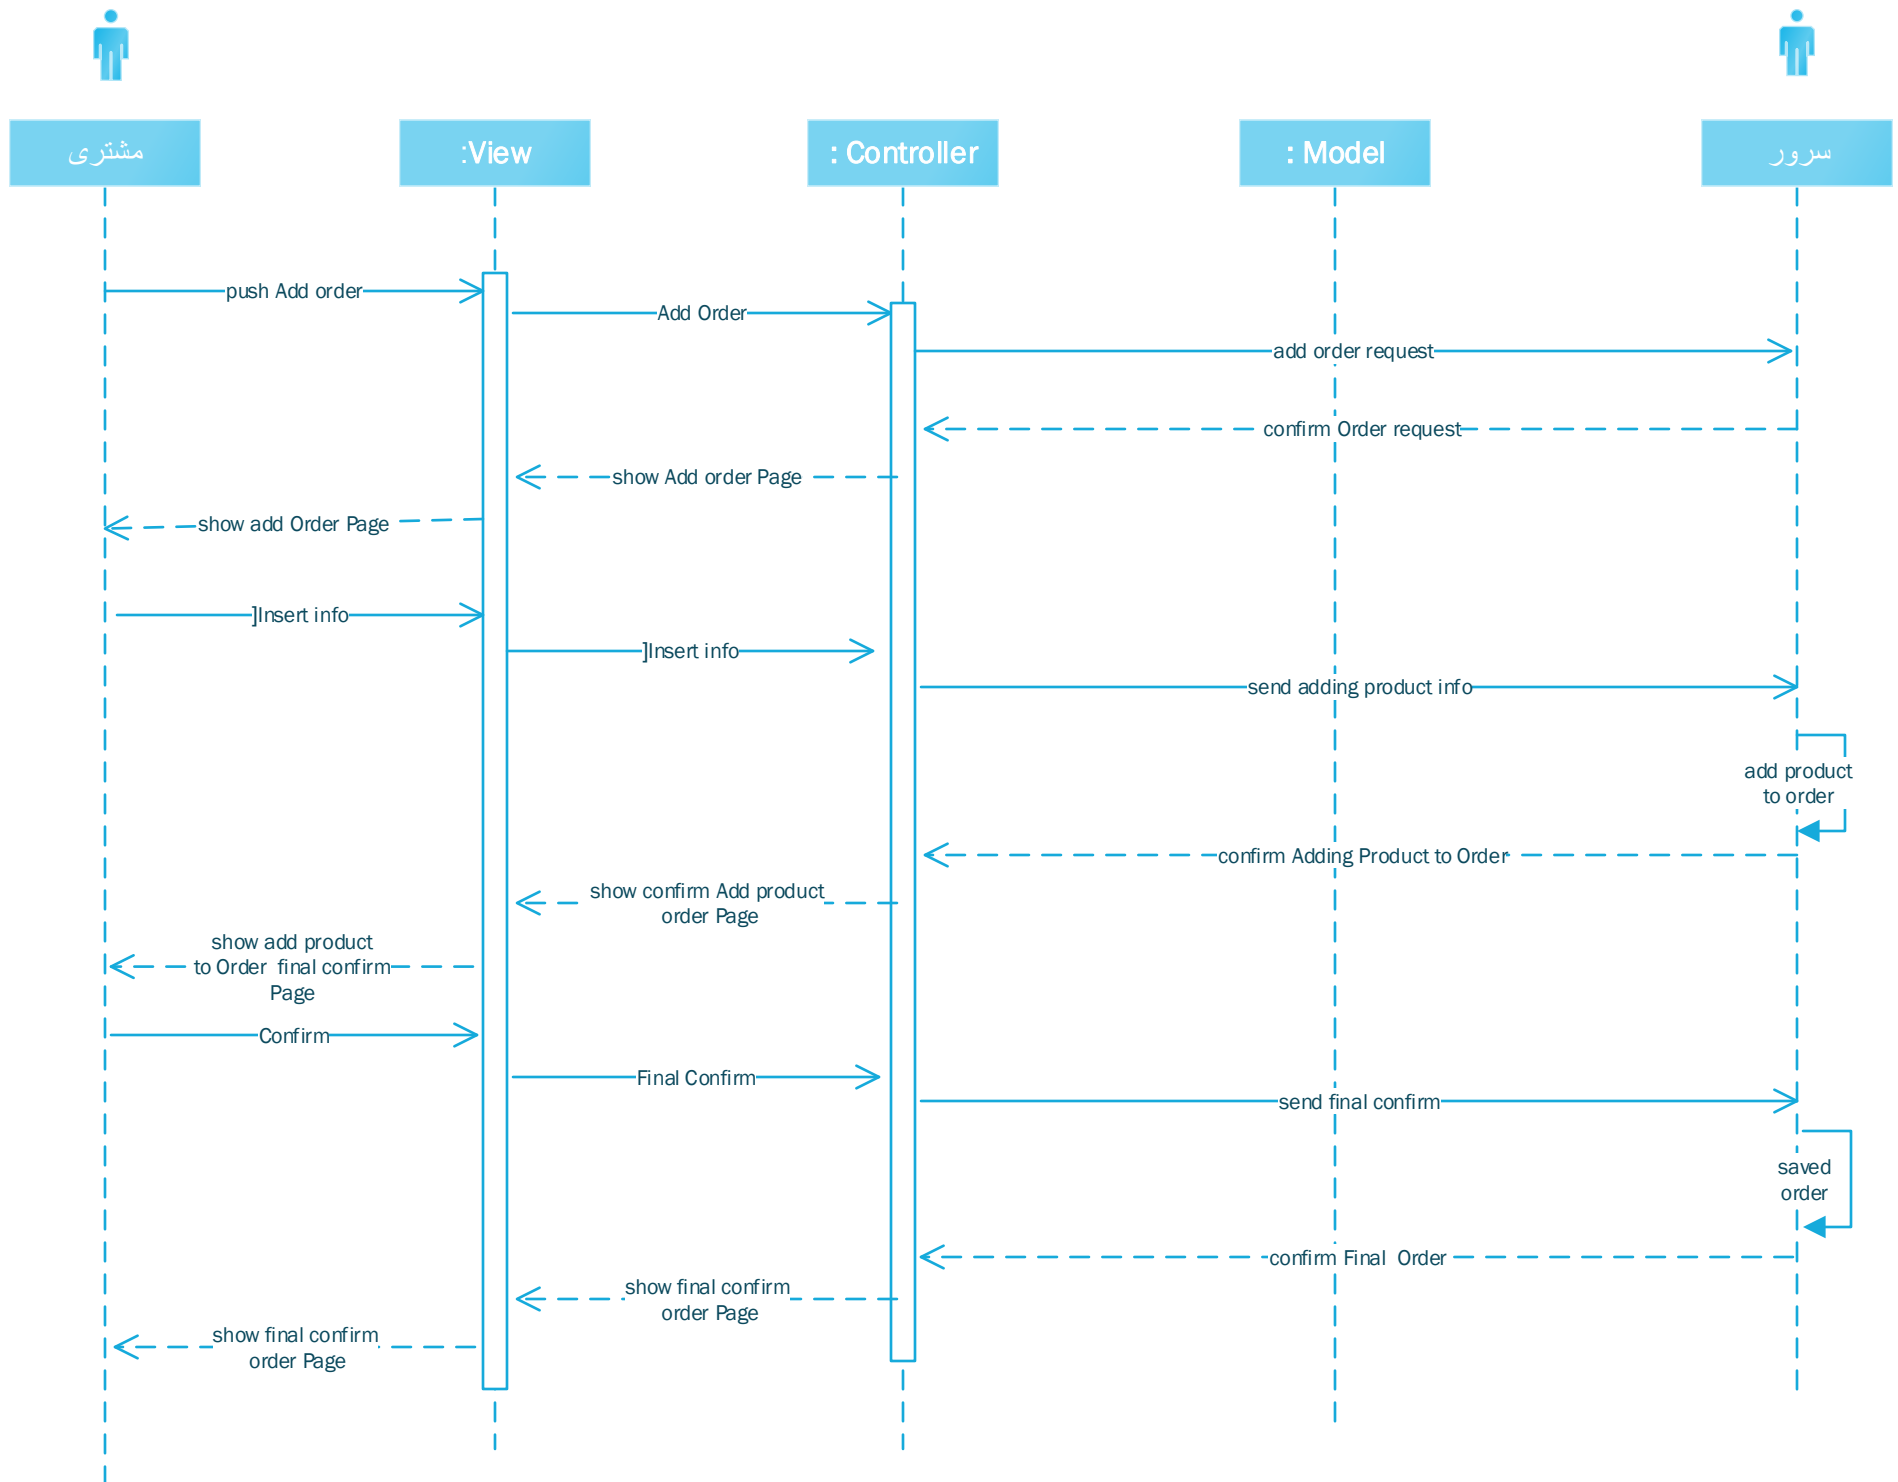 مشتری
:View
: Controller
: Model
سرور
push Add order
Add Order
add order request
confirm Order request
show Add order Page
show add Order Page
]Insert info
]Insert info
send adding product info
add product
to order
confirm Adding Product to Order
show confirm Add product
order Page
show add product
to Order  final confirm
Page
Confirm
Final Confirm
send final confirm
saved
order
confirm Final  Order
show final confirm
order Page
show final confirm
order Page